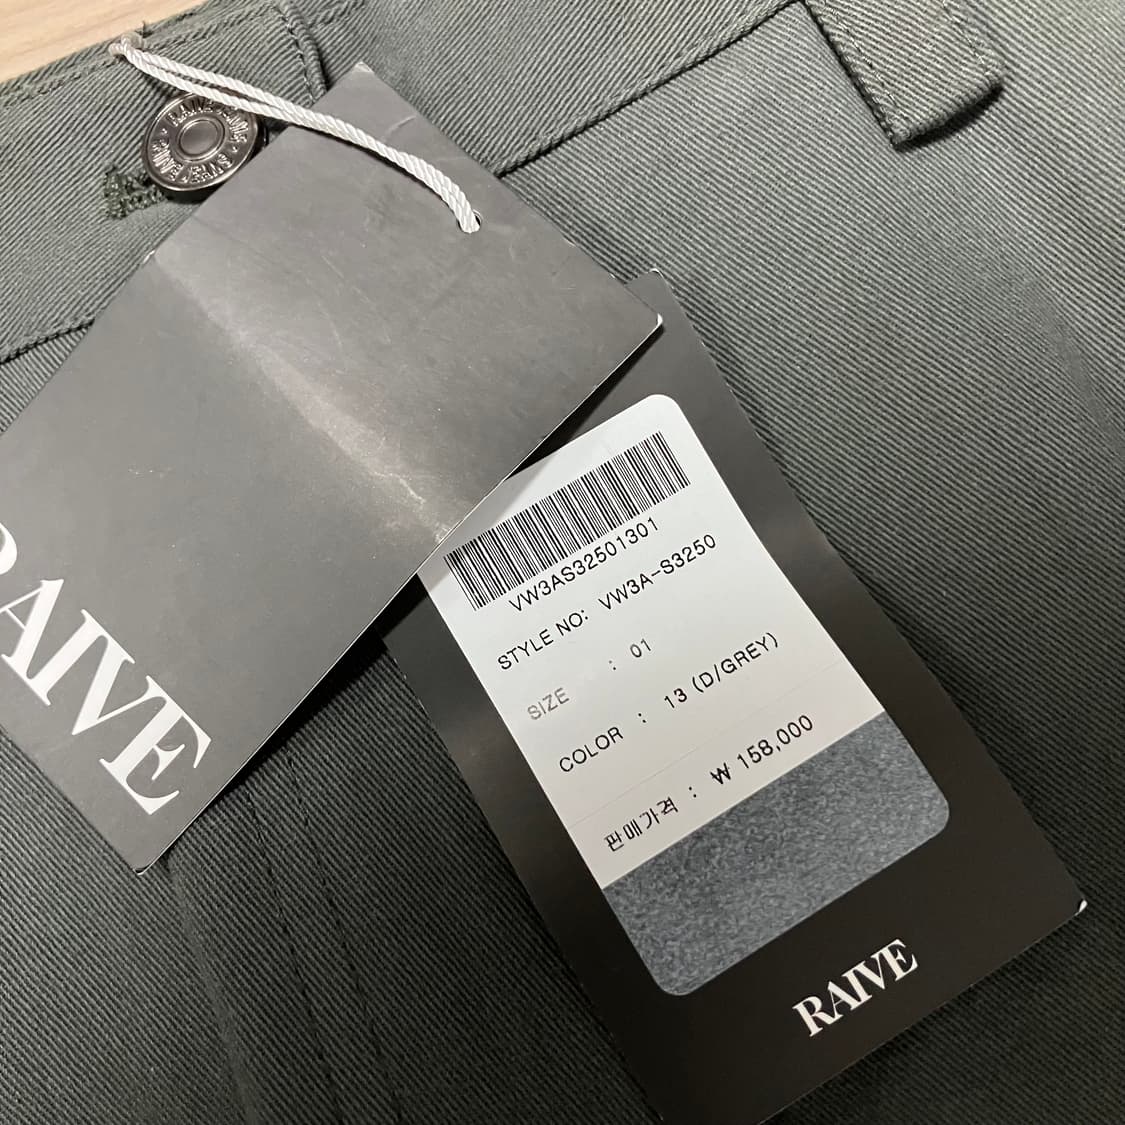 RAIVE
VW3AS32501301
STYLE NO: VW3A-S3250
SIZE : 01
COLOR : 13 (D/GREY)
판매가격 : ₩ 158,000
RAIVE